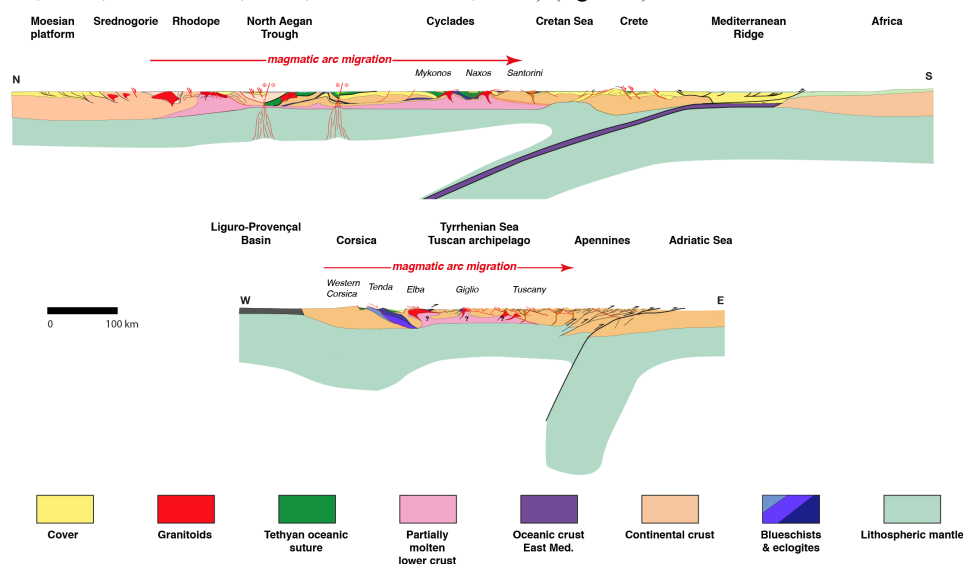 Moesian Srednogorie Rhodope North Aegan Cyclades Cretan Sea Crete Mediterranean Africa
platform Trough Ridge
magmatic arc migration
Mykonos Naxos Santorini
N S
Liguro-Provençal Tyrrhenian Sea
Basin Corsica Tuscan archipelago Apennines Adriatic Sea
magmatic arc migration
Western
Corsica Tenda Elba Giglio Tuscany
W E
? ? ?
0 100 km
Cover Granitoids Tethyan oceanic Partially Oceanic crust Continental crust Blueschists Lithospheric mantle
suture molten East Med. & eclogites
lower crust